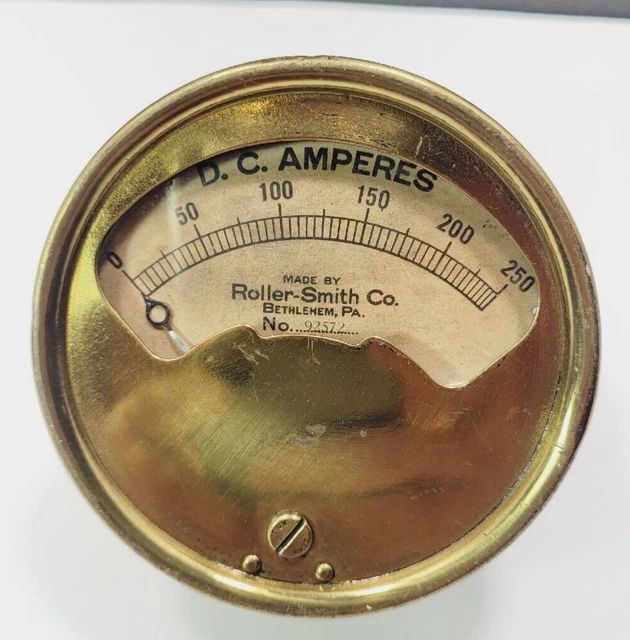 D. C. AMPERES
0 50 100 150 200 250
MADE BY
Roller-Smith Co.
BETHLEHEM, PA.
No. 92572